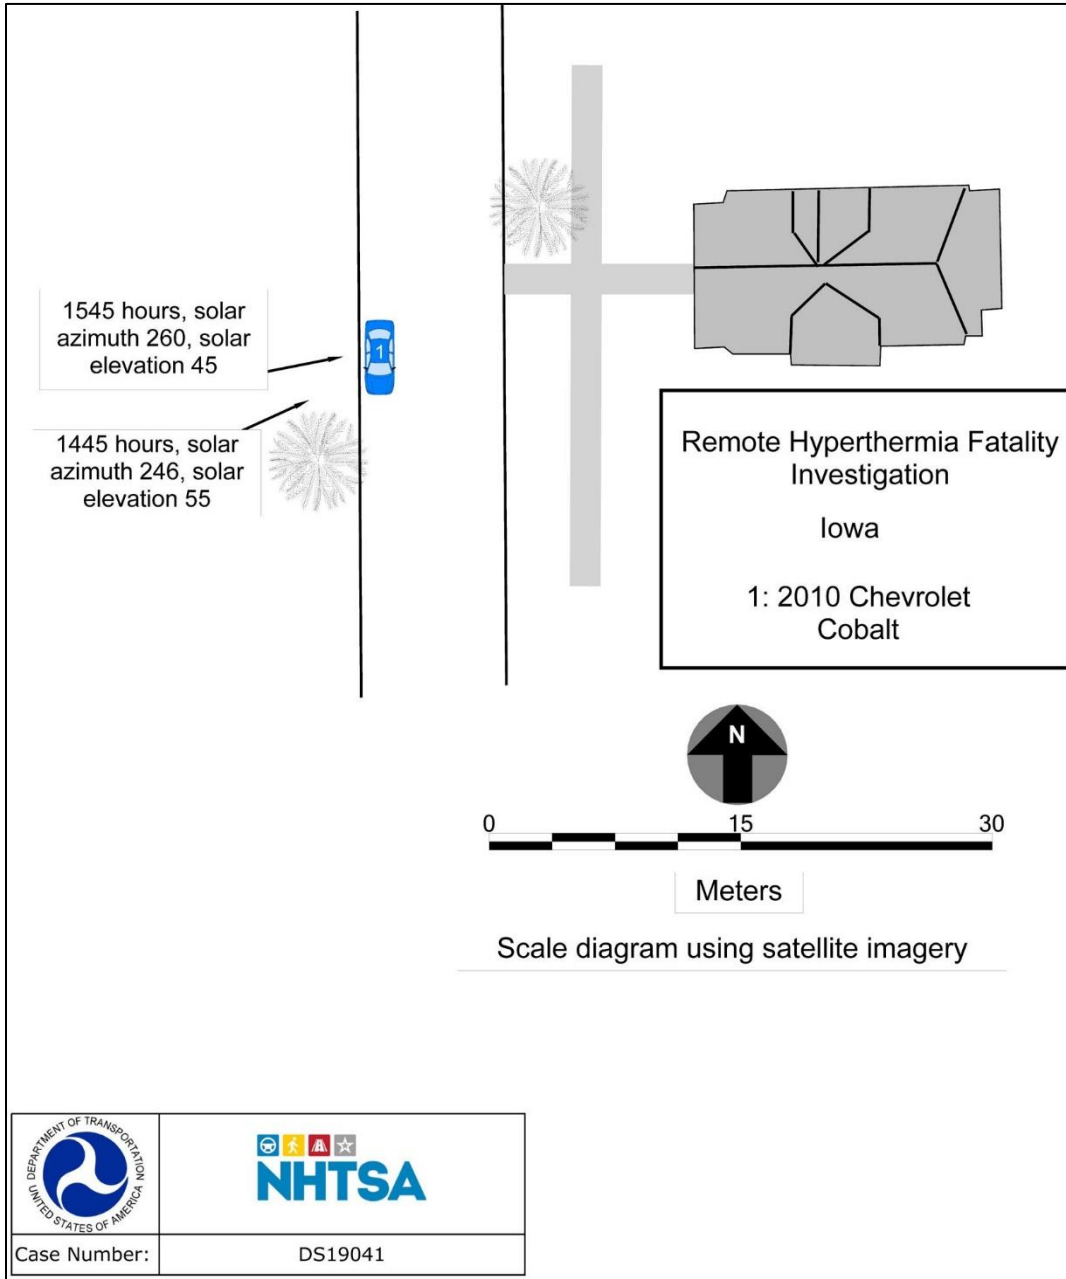 1545 hours, solar
azimuth 260, solar
elevation 45
1
1445 hours, solar
azimuth 246, solar
elevation 55
Remote Hyperthermia Fatality
Investigation
Iowa
1: 2010 Chevrolet
Cobalt
N
0 15 30
Meters
Scale diagram using satellite imagery
DEPARTMENT OF TRANSPORTATION
UNITED STATES OF AMERICA
NHTSA
Case Number: DS19041